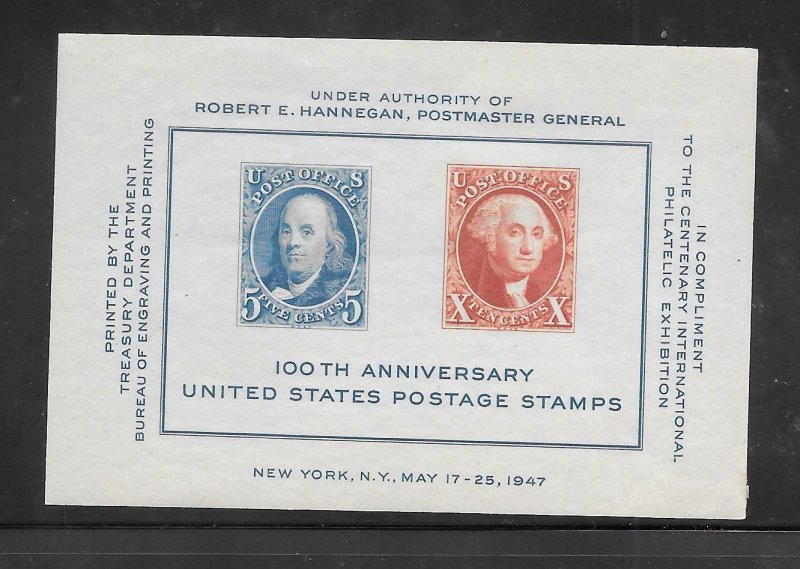 UNDER AUTHORITY OF
ROBERT E. HANNEGAN, POSTMASTER GENERAL
PRINTED BY THE
TREASURY DEPARTMENT
BUREAU OF ENGRAVING AND PRINTING
U S
POST OFFICE
5 FIVE CENTS 5
U S
POST OFFICE
X TEN CENTS X
100TH ANNIVERSARY
UNITED STATES POSTAGE STAMPS
IN COMPLIMENT
TO THE CENTENARY INTERNATIONAL
PHILATELIC EXHIBITION
NEW YORK, N.Y., MAY 17-25, 1947